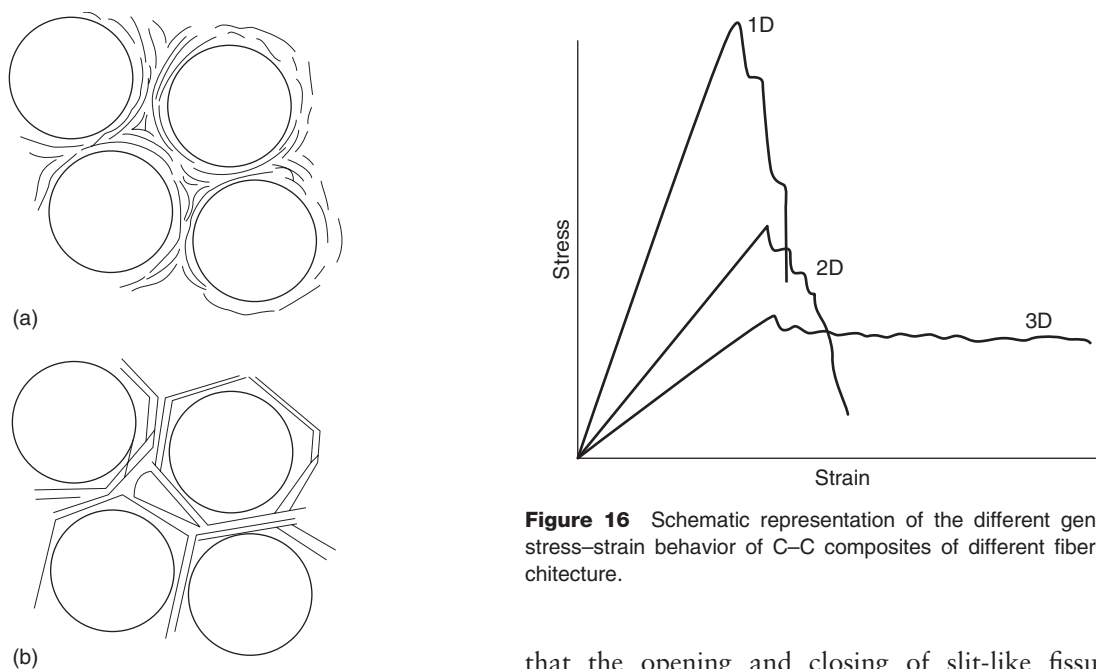 (a)
(b)
1D
2D
3D
Stress
Strain
Figure 16 Schematic representation of the different gen
stress–strain behavior of C–C composites of different fiber
chitecture.
that the opening and closing of slit-like fissu